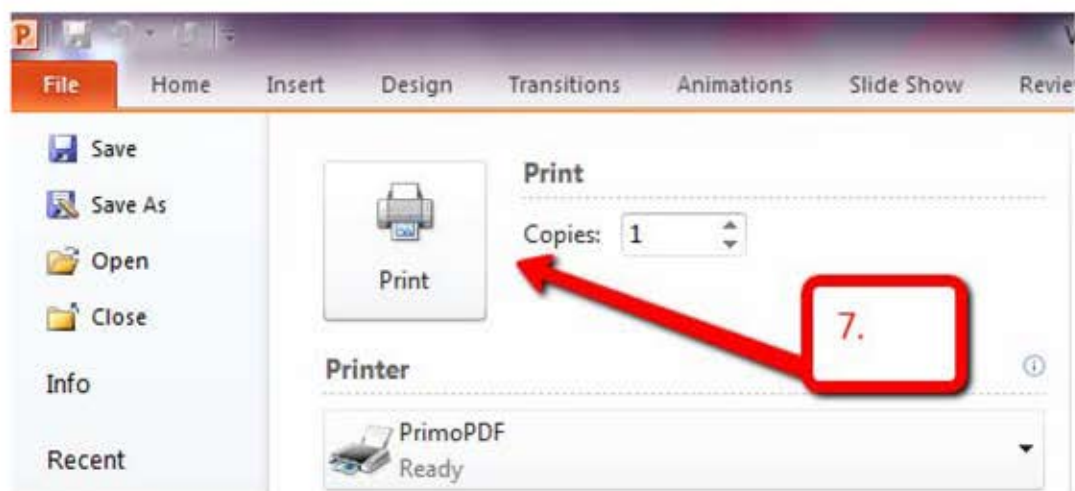 P
File Home Insert Design Transitions Animations Slide Show
Save
Save As
Open
Close
Info
Recent
Print
Print
Copies: 1
7.
Printer
PrimoPDF
Ready